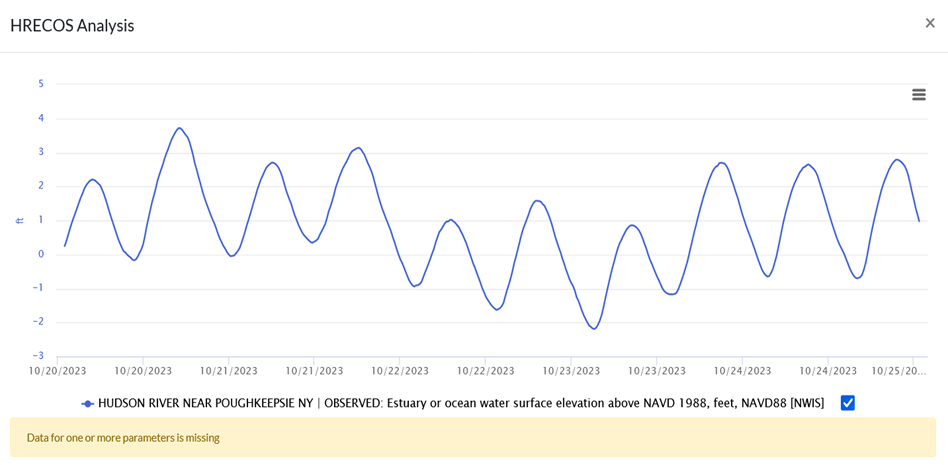 HRECOS Analysis ×
5
4
3
2
1
0
−1
−2
−3
ft
10/20/2023 10/20/2023 10/21/2023 10/21/2023 10/22/2023 10/22/2023 10/23/2023 10/23/2023 10/24/2023 10/24/2023 10/25/20...
HUDSON RIVER NEAR POUGHKEEPSIE NY | OBSERVED: Estuary or ocean water surface elevation above NAVD 1988, feet, NAVD88 [NWIS]
Data for one or more parameters is missing